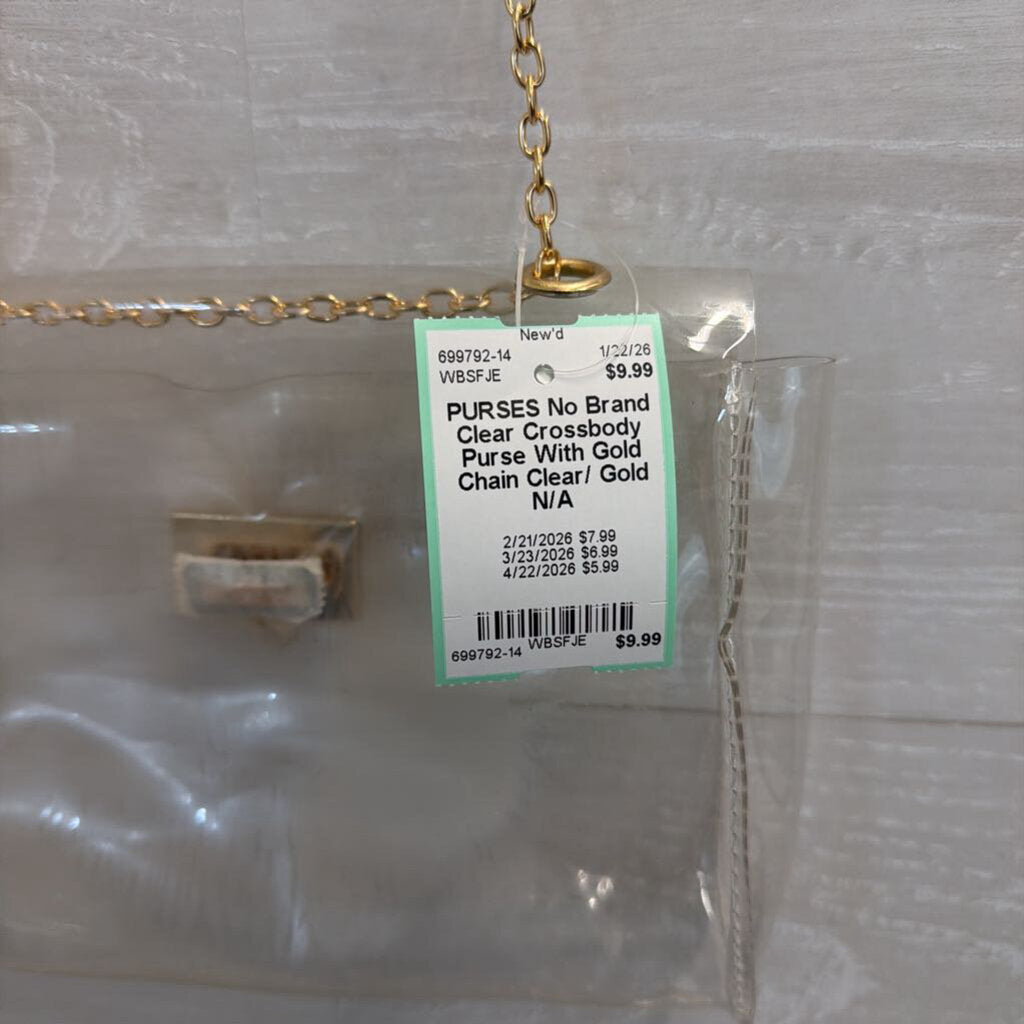 New'd
699792-14 1/22/26
WBSFJE $9.99
PURSES No Brand
Clear Crossbody
Purse With Gold
Chain Clear/ Gold
N/A
2/21/2026 $7.99
3/23/2026 $6.99
4/22/2026 $5.99
699792-14 WBSFJE $9.99